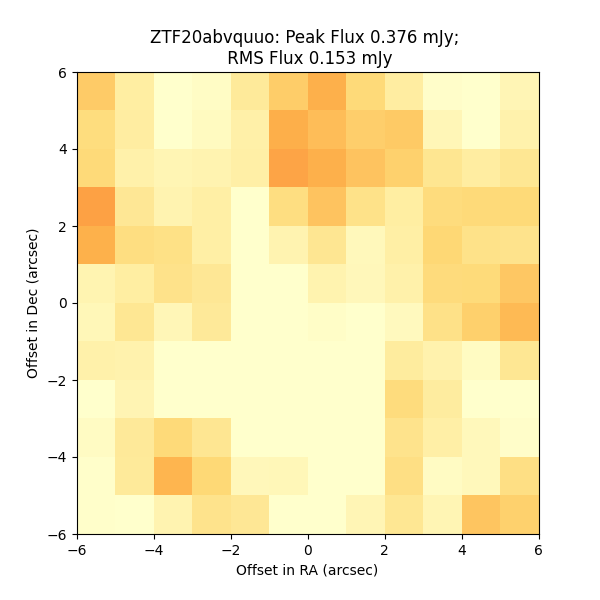 ZTF20abvquuo: Peak Flux 0.376 mJy;
RMS Flux 0.153 mJy
6
4
2
0
−2
−4
−6
Offset in Dec (arcsec)
−6 −4 −2 0 2 4 6
Offset in RA (arcsec)